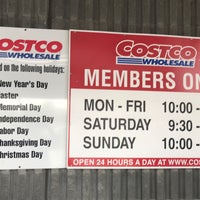 COSTCO
WHOLESALE
on the following holidays:
New Year's Day
Easter
Memorial Day
Independence Day
Labor Day
Thanksgiving Day
Christmas Day
COSTCO
WHOLESALE
MEMBERS ON
MON - FRI 10:00 -
SATURDAY 9:30 -
SUNDAY 10:00 -
OPEN 24 HOURS A DAY AT WWW.COS